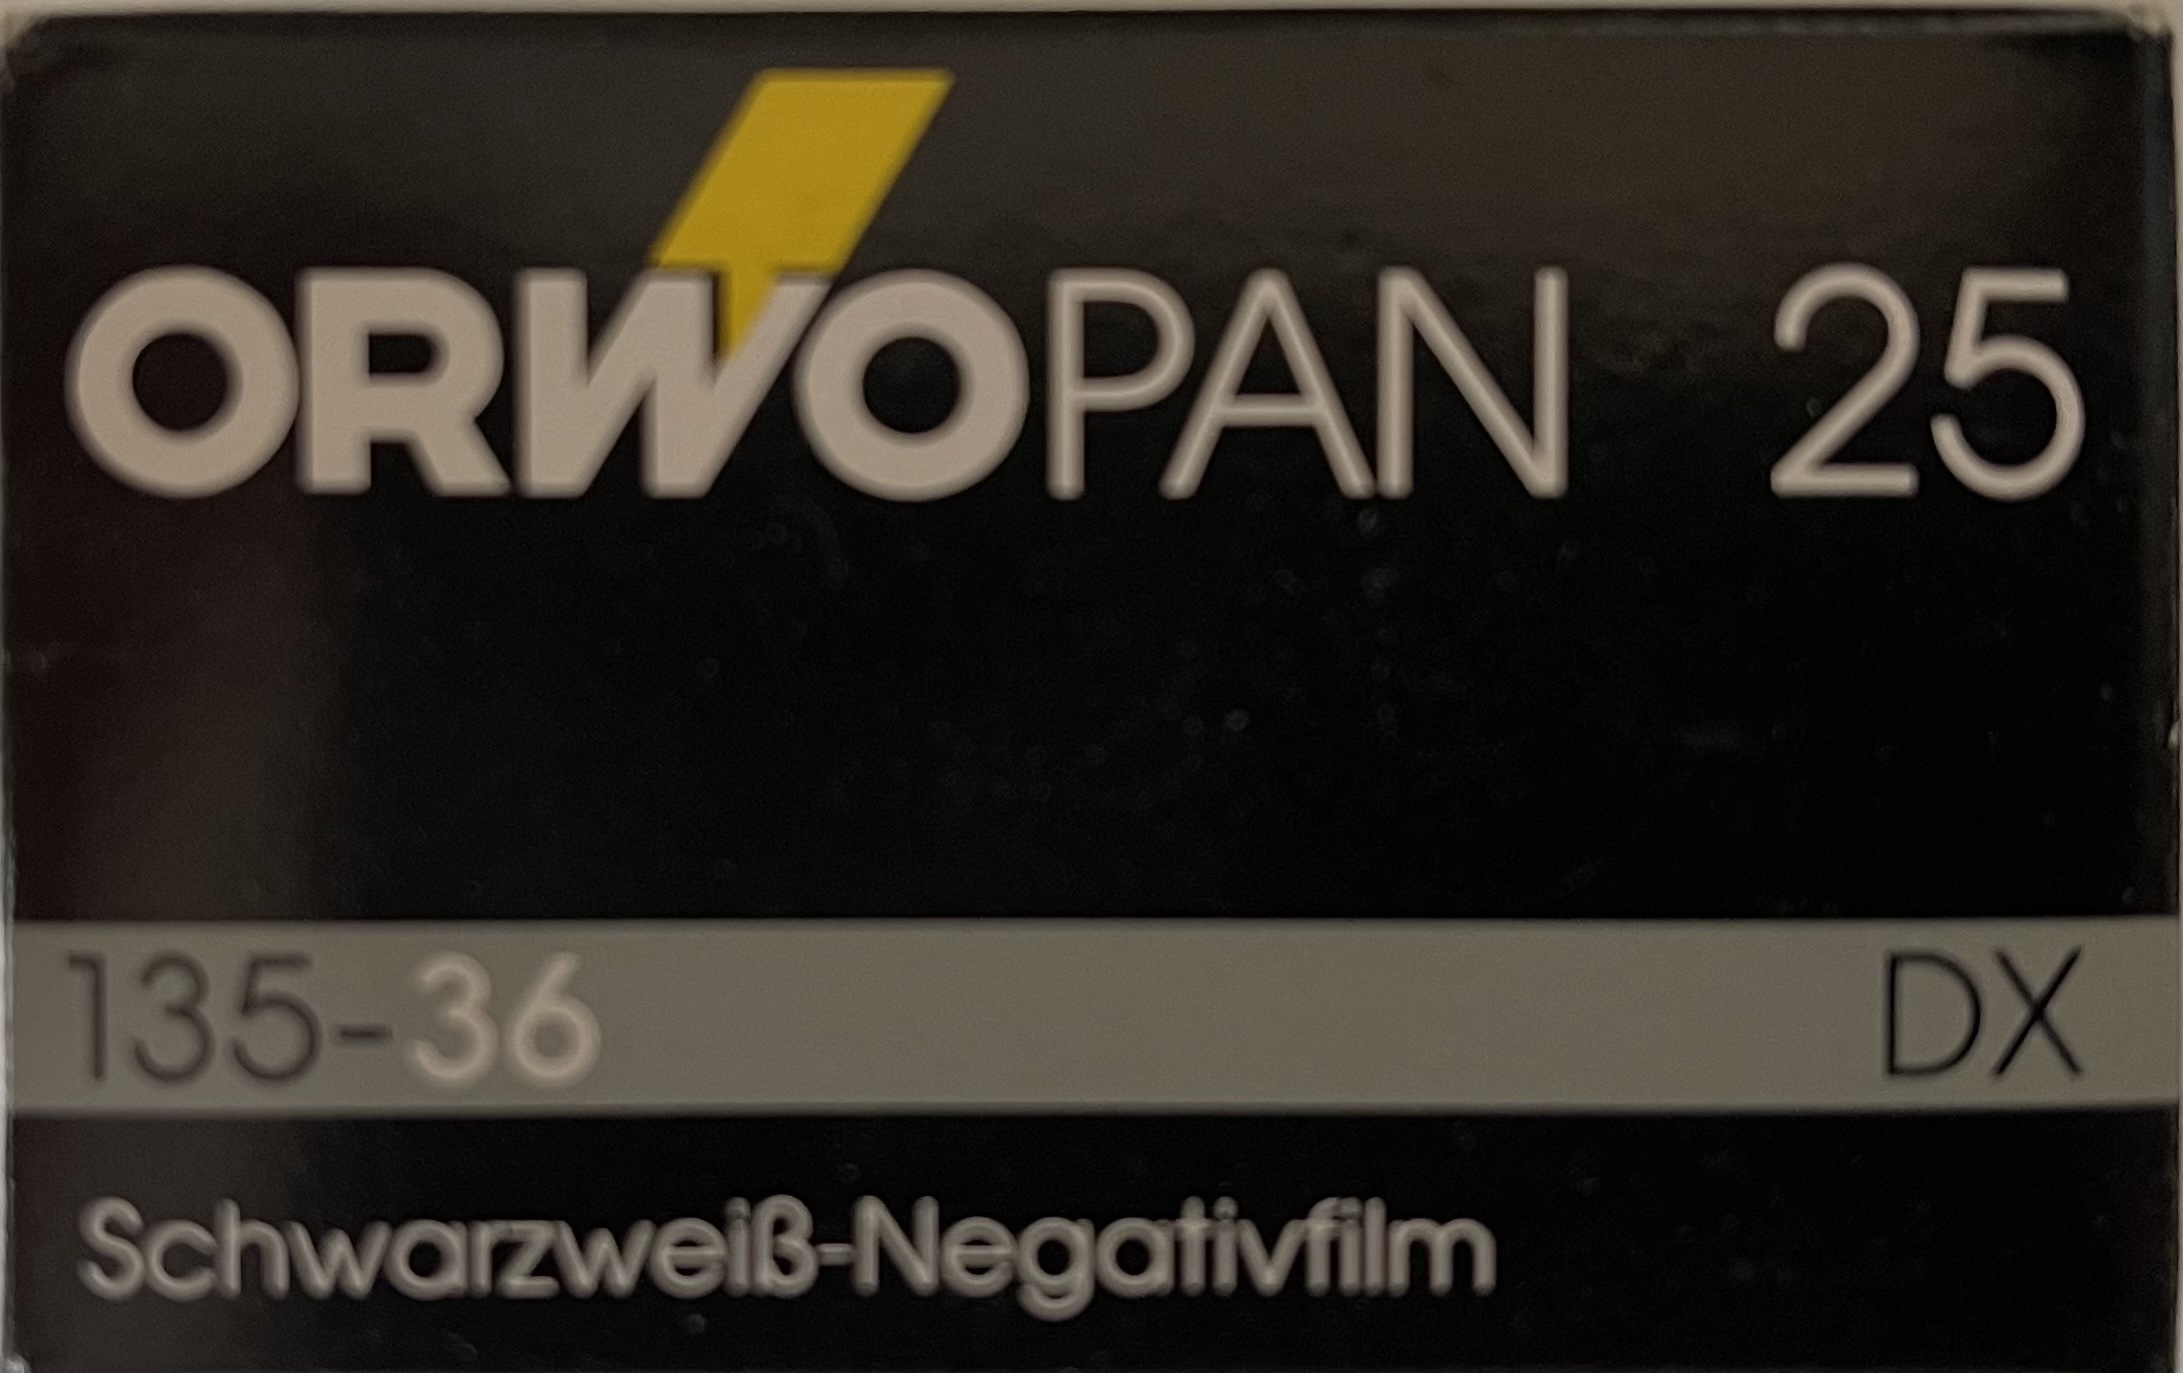 ORWOPAN 25
135-36 DX
Schwarzweiß-Negativfilm